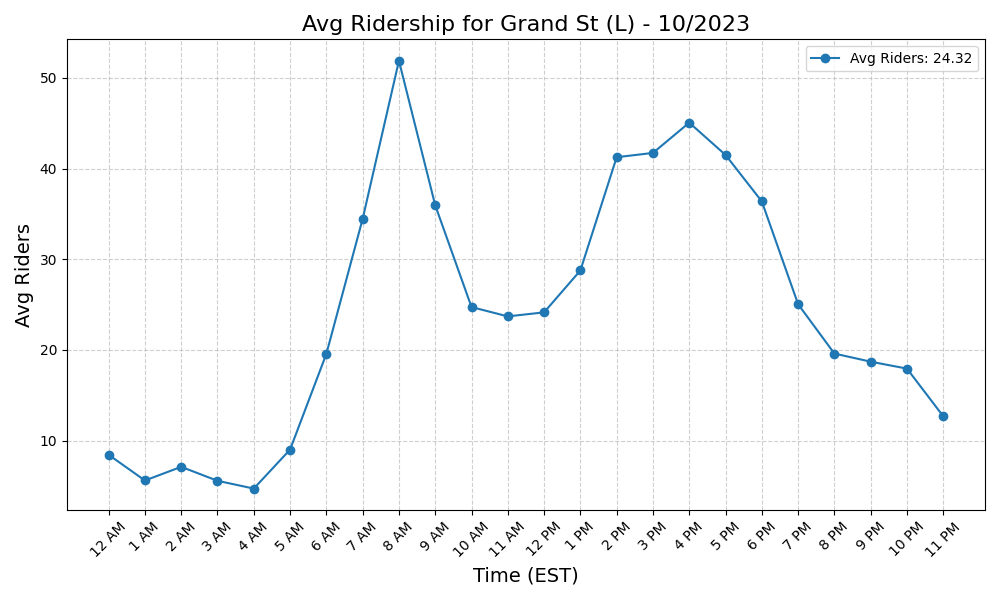 Avg Ridership for Grand St (L) - 10/2023
Avg Riders: 24.32
Avg Riders
50
40
30
20
10
12 AM
1 AM
2 AM
3 AM
4 AM
5 AM
6 AM
7 AM
8 AM
9 AM
10 AM
11 AM
12 PM
1 PM
2 PM
3 PM
4 PM
5 PM
6 PM
7 PM
8 PM
9 PM
10 PM
11 PM
Time (EST)